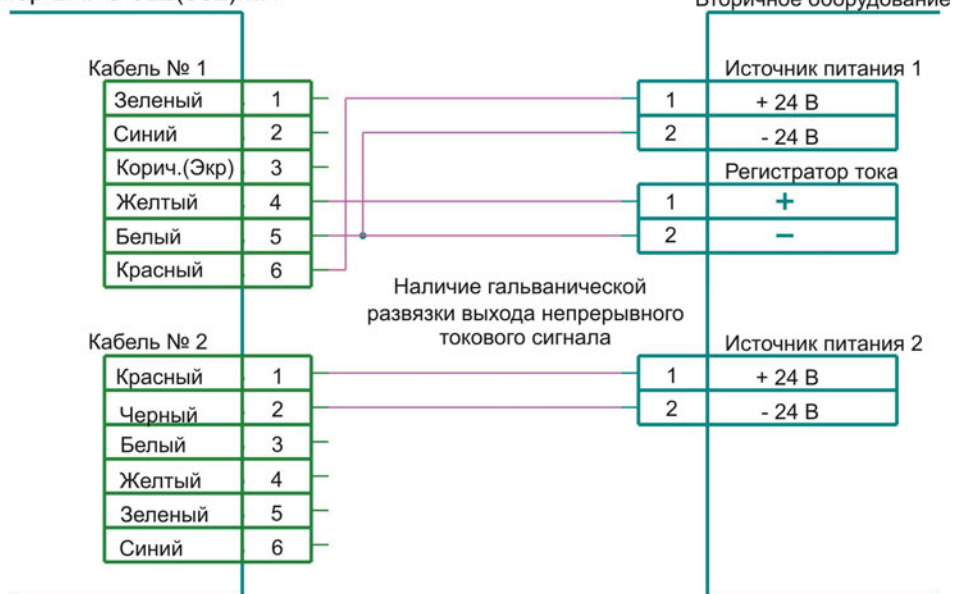 Вторичное оборудование
Кабель № 1
Зеленый 1
Синий 2
Корич.(Экр) 3
Желтый 4
Белый 5
Красный 6
Источник питания 1
1 + 24 В
2 - 24 В
Регистратор тока
1 +
2 −
Наличие гальванической
развязки выхода непрерывного
токового сигнала
Кабель № 2
Красный 1
Черный 2
Белый 3
Желтый 4
Зеленый 5
Синий 6
Источник питания 2
1 + 24 В
2 - 24 В